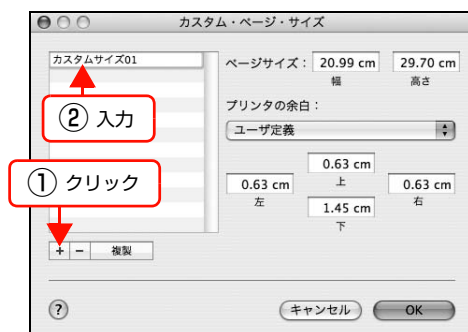 カスタム・ページ・サイズ
カスタムサイズ01
② 入力
① クリック
+ − 複製
ページサイズ： 20.99 cm 29.70 cm
幅 高さ
プリンタの余白：
ユーザ定義
0.63 cm
上
0.63 cm 0.63 cm
左 右
1.45 cm
下
? キャンセル OK